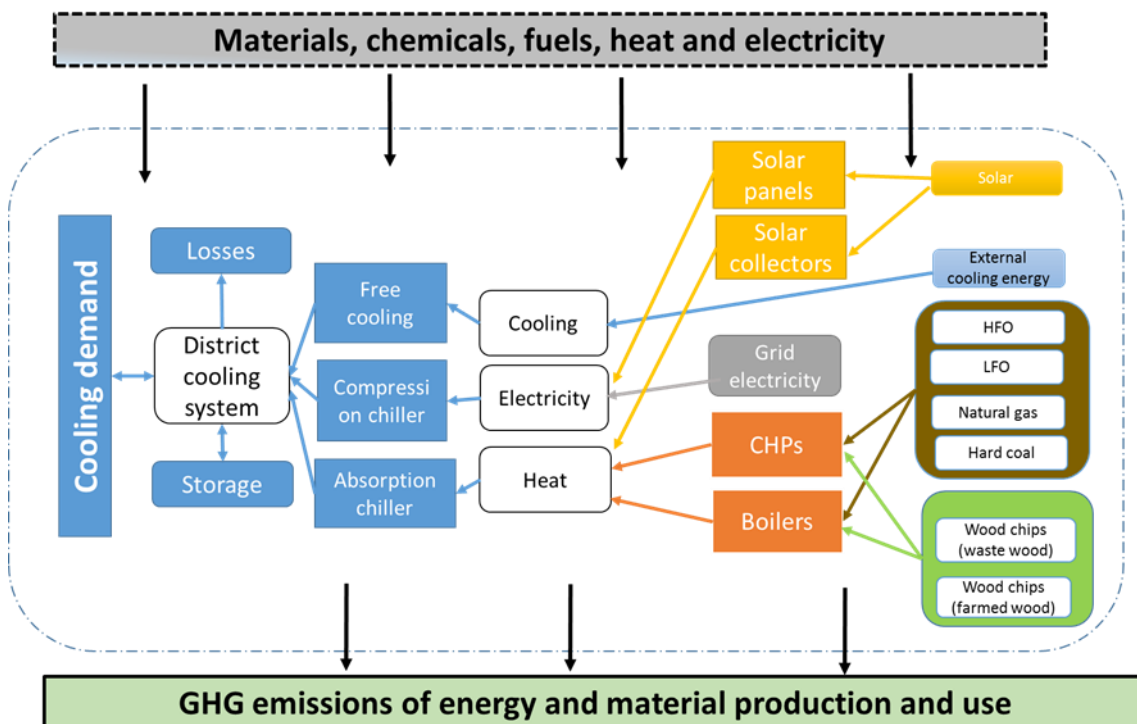 Materials, chemicals, fuels, heat and electricity
Solar
panels
Solar
Solar
collectors
Losses
External
cooling energy
Free
cooling
Cooling
HFO
Cooling demand
District
cooling
system
Grid
electricity
LFO
Compressi
on chiller
Electricity
Natural gas
CHPs
Hard coal
Storage
Absorption
chiller
Heat
Boilers
Wood chips
(waste wood)
Wood chips
(farmed wood)
GHG emissions of energy and material production and use